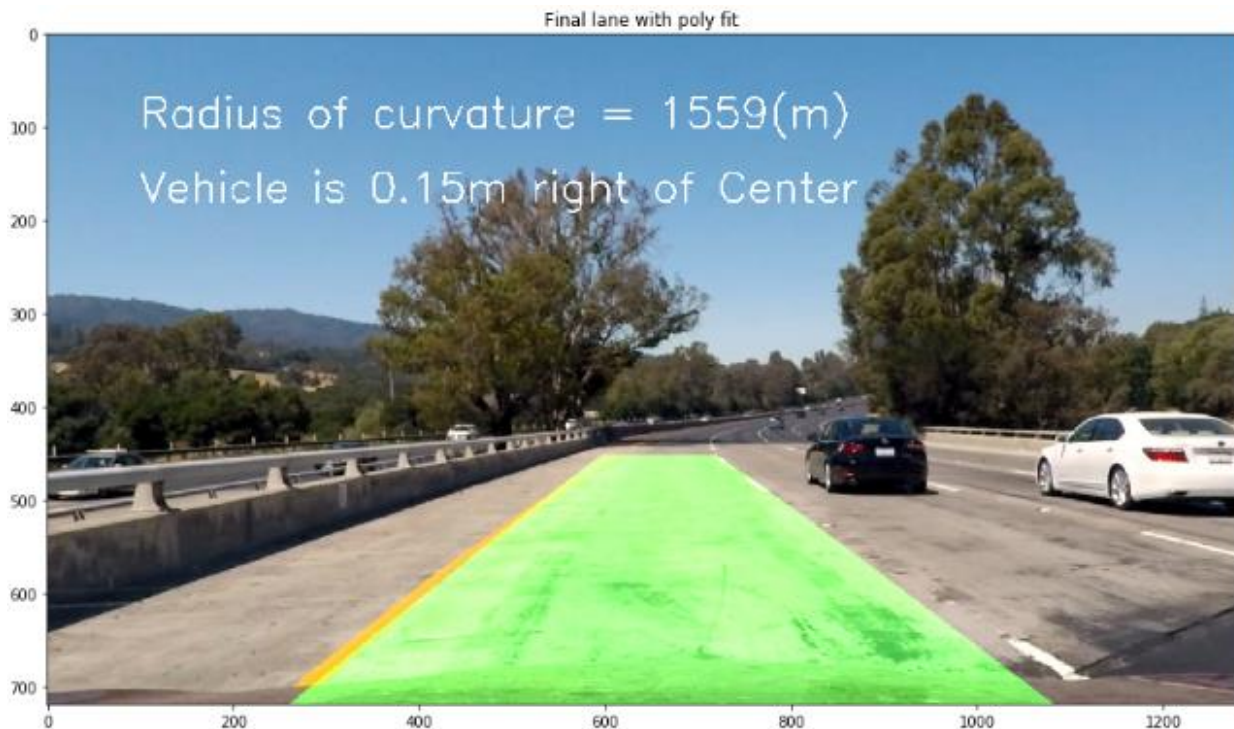 Final lane with poly fit
0
Radius of curvature = 1559(m)
100
Vehicle is 0.15m right of Center
200
300
400
500
600
700
0 200 400 600 800 1000 1200